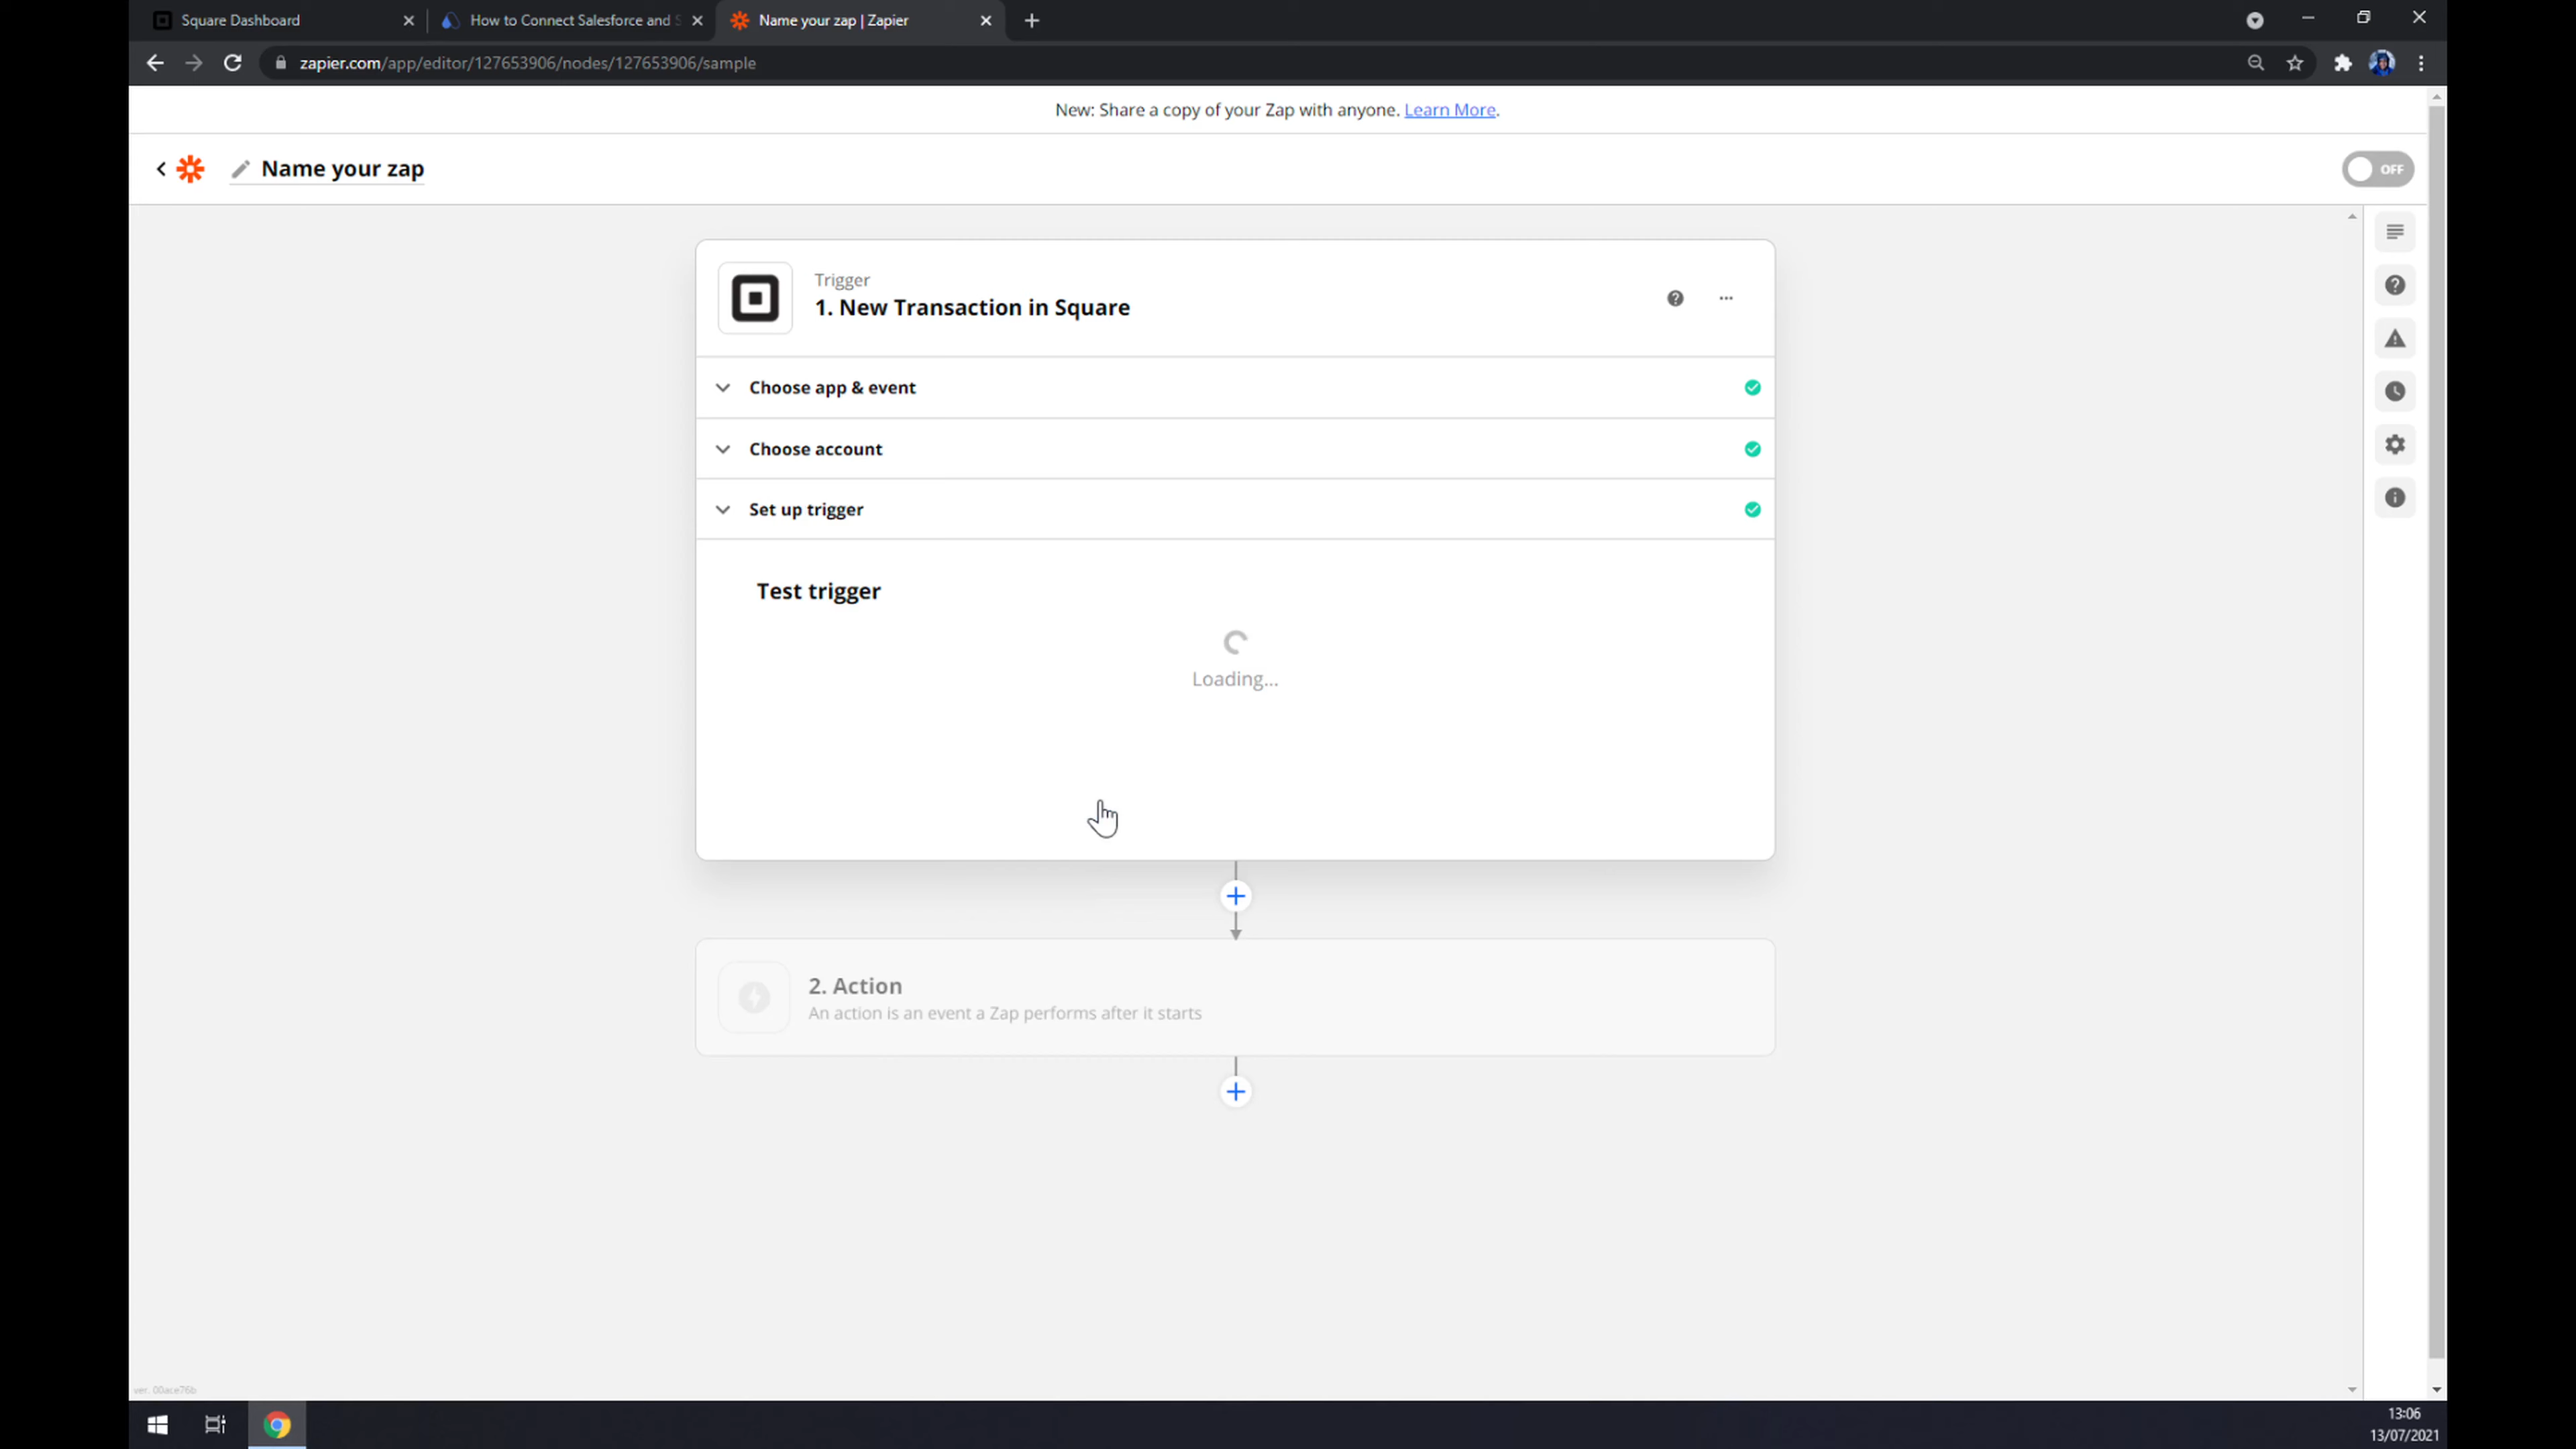 Square Dashboard
How to Connect Salesforce and S
Name your zap | Zapier
zapier.com/app/editor/127653906/nodes/127653906/sample
New: Share a copy of your Zap with anyone. Learn More.
Name your zap
OFF
Trigger
1. New Transaction in Square
Choose app & event
Choose account
Set up trigger
Test trigger
Loading...
2. Action
An action is an event a Zap performs after it starts
ver. 00ace76b
13:06
13/07/2021